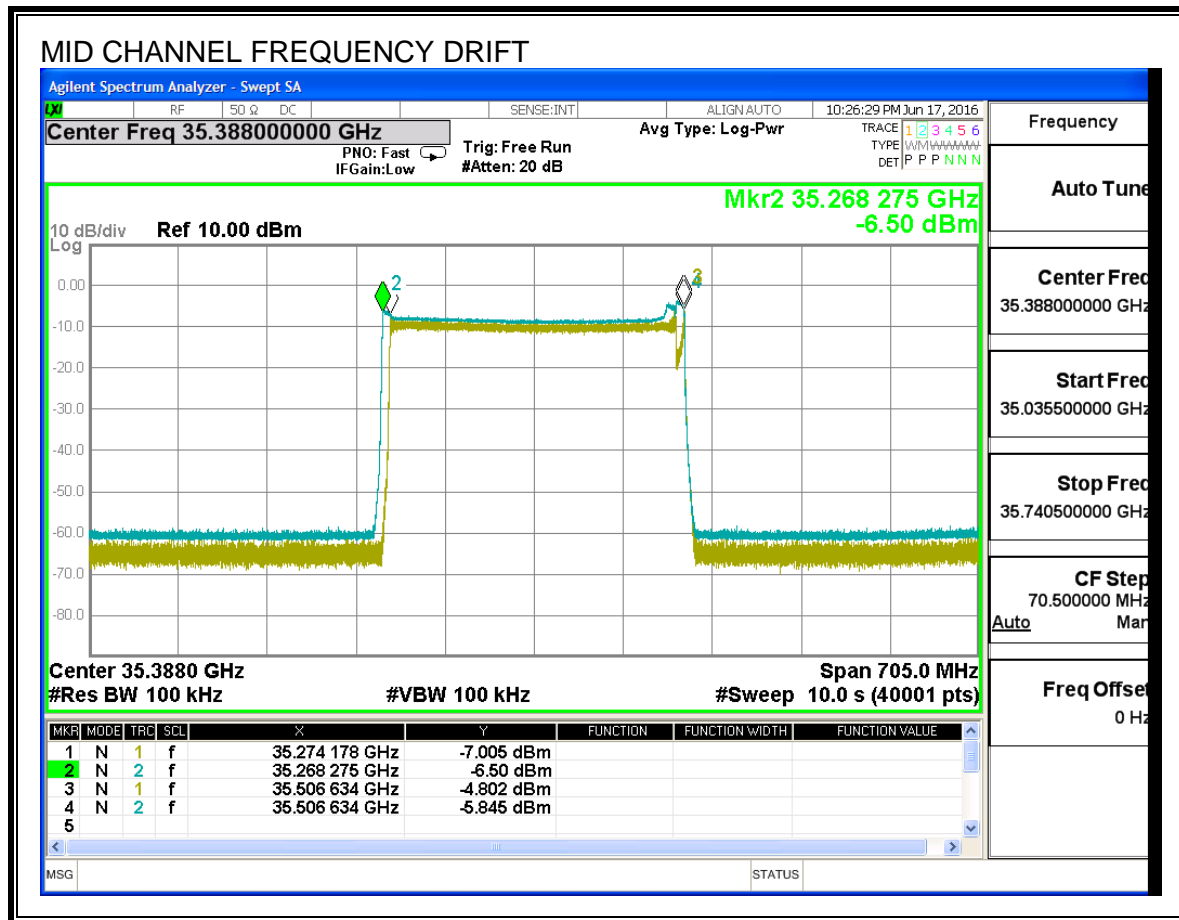 MID CHANNEL FREQUENCY DRIFT
Agilent Spectrum Analyzer - Swept SA
LXI RF 50 Ω DC SENSE:INT ALIGN AUTO 10:26:29 PM Jun 17, 2016
Center Freq 35.388000000 GHz
PNO: Fast
IFGain:Low
Trig: Free Run
#Atten: 20 dB
Avg Type: Log-Pwr
TRACE 1 2 3 4 5 6
TYPE
DET P P P N N N
Mkr2 35.268 275 GHz
-6.50 dBm
10 dB/div Ref 10.00 dBm
Log
0.00
-10.0
-20.0
-30.0
-40.0
-50.0
-60.0
-70.0
-80.0
2
3
4
Center 35.3880 GHz
Span 705.0 MHz
#Res BW 100 kHz
#VBW 100 kHz
#Sweep 10.0 s (40001 pts)
MKR MODE TRC SCL X Y FUNCTION FUNCTION WIDTH FUNCTION VALUE
1 N 1 f 35.274 178 GHz -7.005 dBm
2 N 2 f 35.268 275 GHz -6.50 dBm
3 N 1 f 35.506 634 GHz -4.802 dBm
4 N 2 f 35.506 634 GHz -5.845 dBm
5
MSG
STATUS
Frequency
Auto Tune
Center Freq
35.388000000 GHz
Start Freq
35.035500000 GHz
Stop Freq
35.740500000 GHz
CF Step
70.500000 MHz
Auto Man
Freq Offset
0 Hz